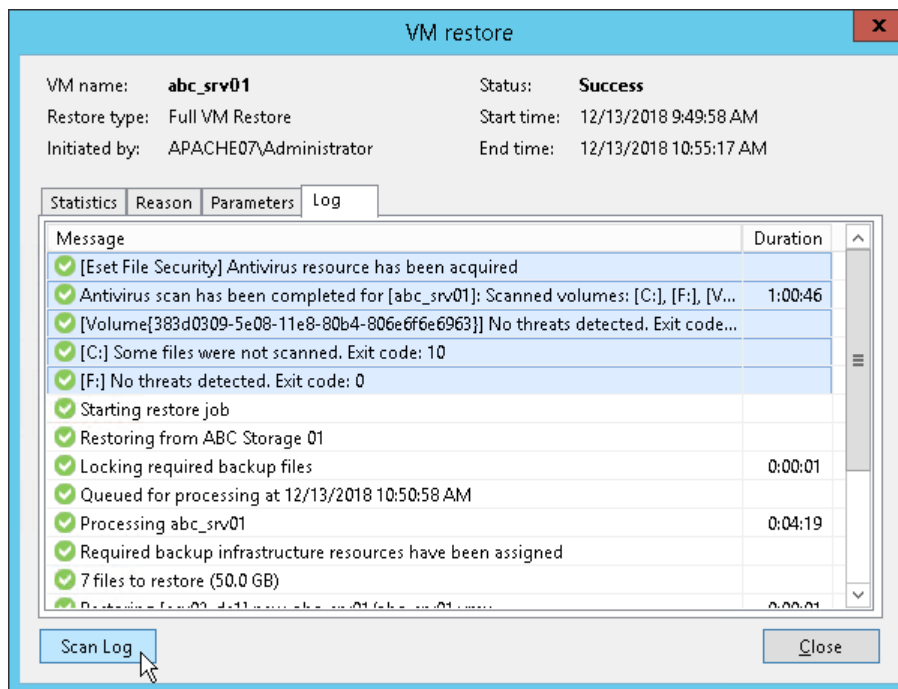 VM restore
x
VM name: abc_srv01 Status: Success
Restore type: Full VM Restore Start time: 12/13/2018 9:49:58 AM
Initiated by: APACHE07\Administrator End time: 12/13/2018 10:55:17 AM
Statistics Reason Parameters Log
Message Duration
[Eset File Security] Antivirus resource has been acquired
Antivirus scan has been completed for [abc_srv01]: Scanned volumes: [C:], [F:], [V... 1:00:46
[Volume{383d0309-5e08-11e8-80b4-806e6f6e6963}] No threats detected. Exit code...
[C:] Some files were not scanned. Exit code: 10
[F:] No threats detected. Exit code: 0
Starting restore job
Restoring from ABC Storage 01
Locking required backup files 0:00:01
Queued for processing at 12/13/2018 10:50:58 AM
Processing abc_srv01 0:04:19
Required backup infrastructure resources have been assigned
7 files to restore (50.0 GB)
Scan Log Close